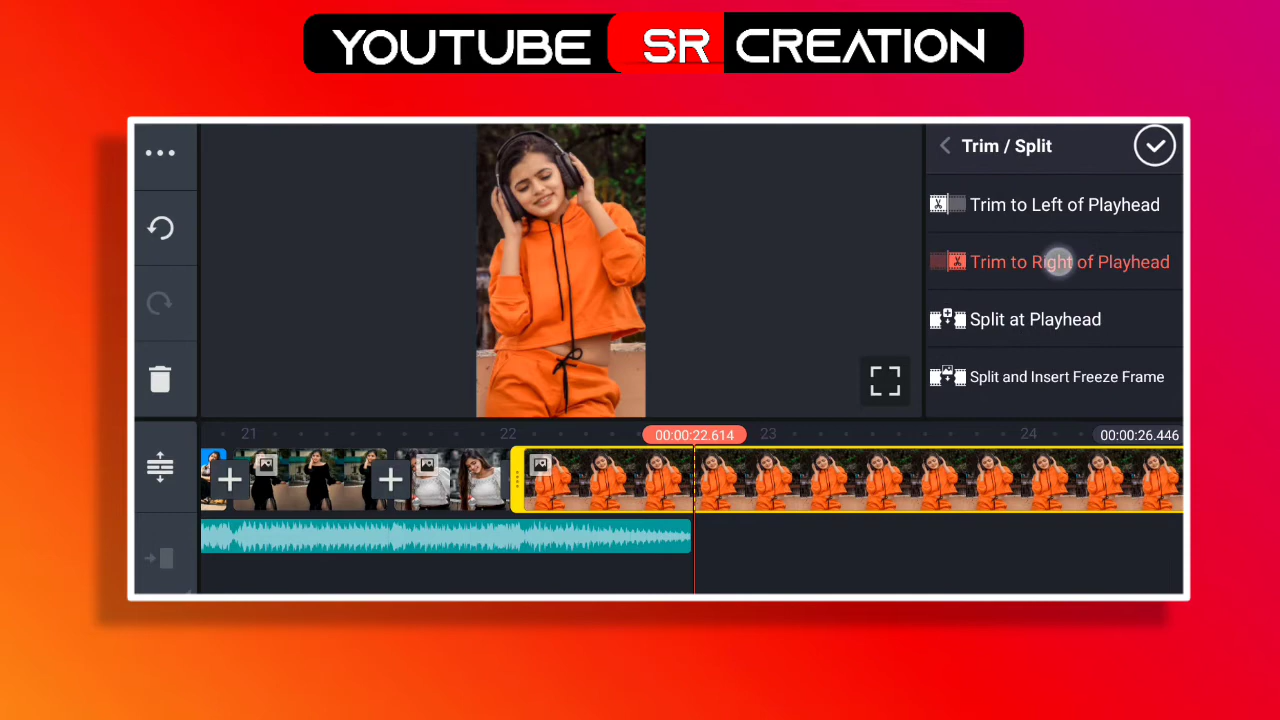 YOUTUBE SR CREATION
Trim / Split
Trim to Left of Playhead
Trim to Right of Playhead
Split at Playhead
Split and Insert Freeze Frame
21 22 00:00:22.614 23 24 00:00:26.446